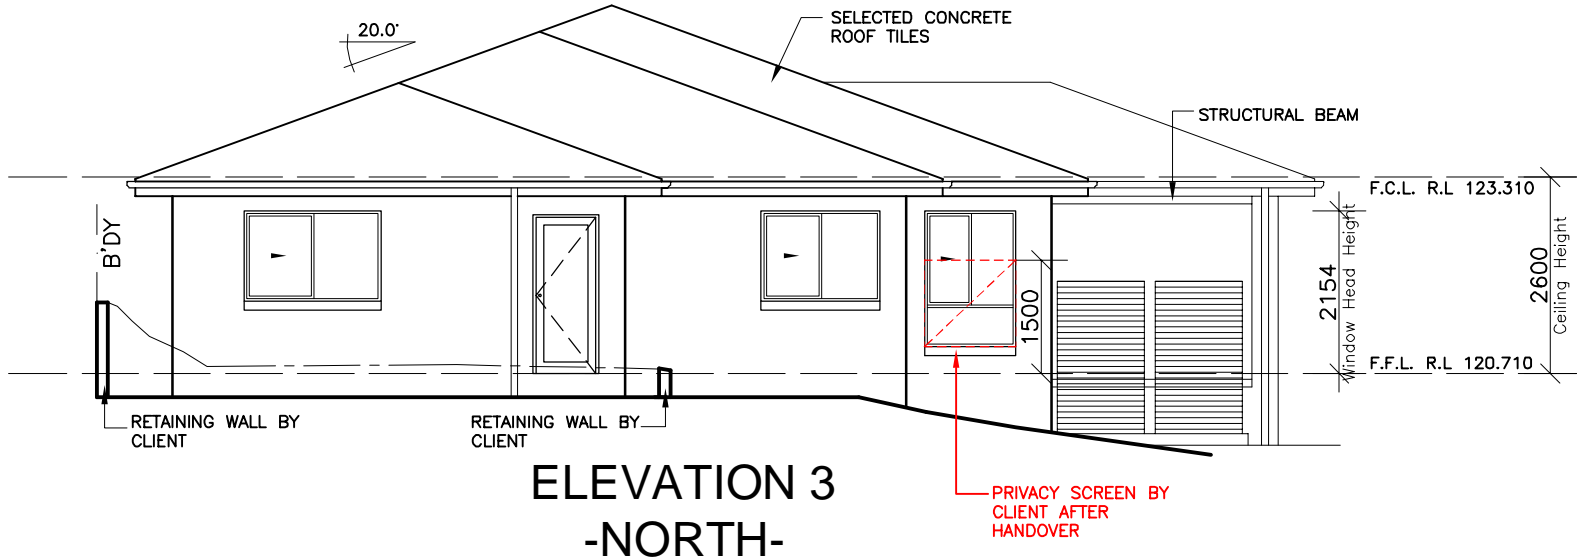 20.0°
SELECTED CONCRETE
ROOF TILES
STRUCTURAL BEAM
F.C.L. R.L 123.310
B'DY
2154
Window Head Height
2600
Ceiling Height
1500
F.F.L. R.L 120.710
RETAINING WALL BY
CLIENT
RETAINING WALL BY
CLIENT
PRIVACY SCREEN BY
CLIENT AFTER
HANDOVER
ELEVATION 3
-NORTH-